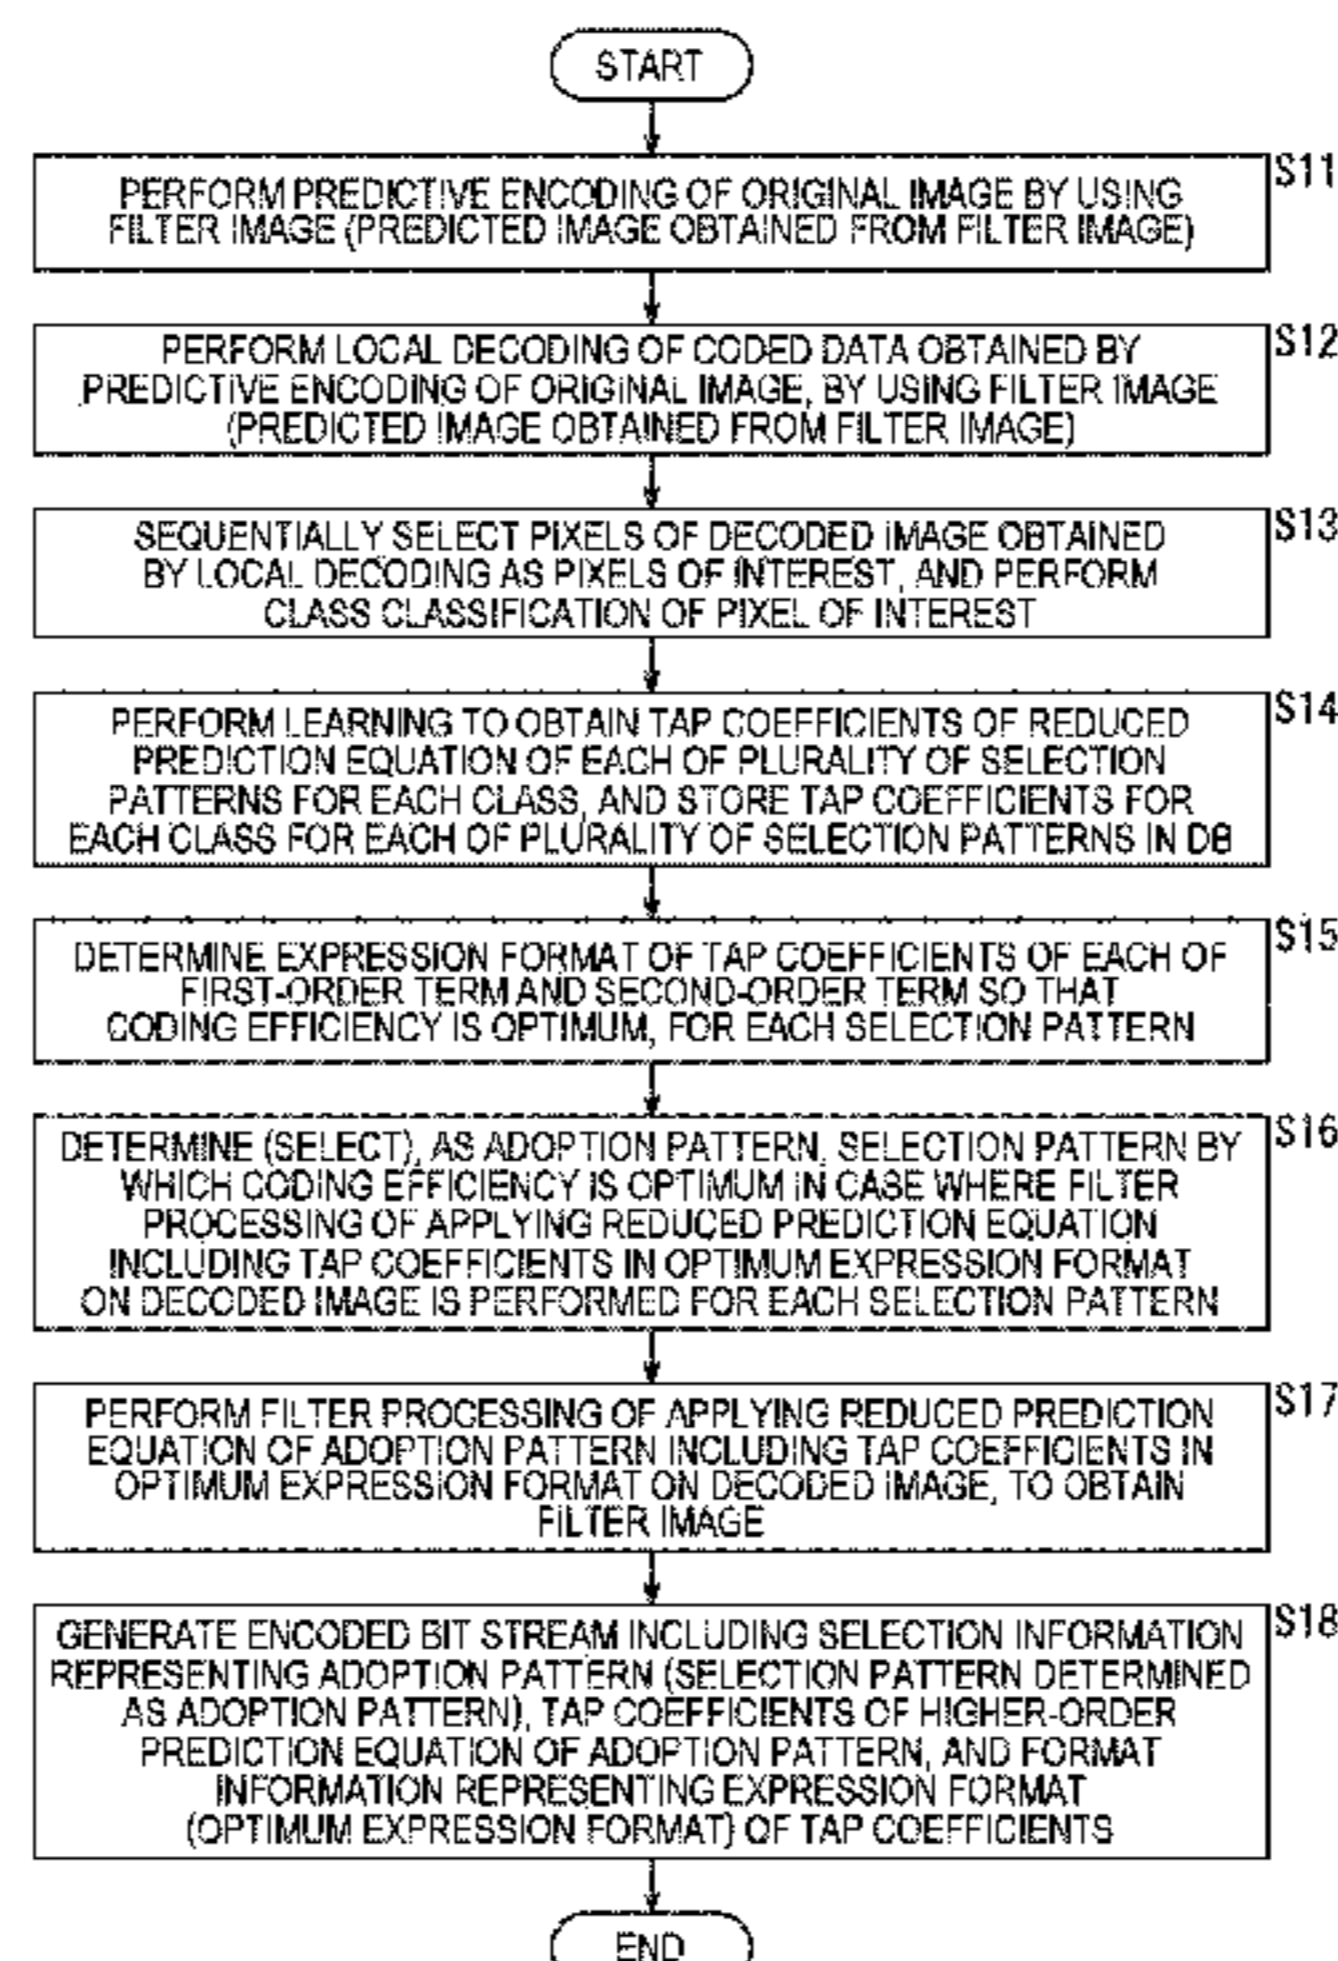 START
S11
PERFORM PREDICTIVE ENCODING OF ORIGINAL IMAGE BY USING
FILTER IMAGE (PREDICTED IMAGE OBTAINED FROM FILTER IMAGE)
S12
PERFORM LOCAL DECODING OF CODED DATA OBTAINED BY
PREDICTIVE ENCODING OF ORIGINAL IMAGE, BY USING FILTER IMAGE
(PREDICTED IMAGE OBTAINED FROM FILTER IMAGE)
S13
SEQUENTIALLY SELECT PIXELS OF DECODED IMAGE OBTAINED
BY LOCAL DECODING AS PIXELS OF INTEREST, AND PERFORM
CLASS CLASSIFICATION OF PIXEL OF INTEREST
S14
PERFORM LEARNING TO OBTAIN TAP COEFFICIENTS OF REDUCED
PREDICTION EQUATION OF EACH OF PLURALITY OF SELECTION
PATTERNS FOR EACH CLASS, AND STORE TAP COEFFICIENTS FOR
EACH CLASS FOR EACH OF PLURALITY OF SELECTION PATTERNS IN DB
S15
DETERMINE EXPRESSION FORMAT OF TAP COEFFICIENTS OF EACH OF
FIRST-ORDER TERM AND SECOND-ORDER TERM SO THAT
CODING EFFICIENCY IS OPTIMUM, FOR EACH SELECTION PATTERN
S16
DETERMINE (SELECT), AS ADOPTION PATTERN, SELECTION PATTERN BY
WHICH CODING EFFICIENCY IS OPTIMUM IN CASE WHERE FILTER
PROCESSING OF APPLYING REDUCED PREDICTION EQUATION
INCLUDING TAP COEFFICIENTS IN OPTIMUM EXPRESSION FORMAT
ON DECODED IMAGE IS PERFORMED FOR EACH SELECTION PATTERN
S17
PERFORM FILTER PROCESSING OF APPLYING REDUCED PREDICTION
EQUATION OF ADOPTION PATTERN INCLUDING TAP COEFFICIENTS IN
OPTIMUM EXPRESSION FORMAT ON DECODED IMAGE, TO OBTAIN
FILTER IMAGE
S18
GENERATE ENCODED BIT STREAM INCLUDING SELECTION INFORMATION
REPRESENTING ADOPTION PATTERN (SELECTION PATTERN DETERMINED
AS ADOPTION PATTERN), TAP COEFFICIENTS OF HIGHER-ORDER
PREDICTION EQUATION OF ADOPTION PATTERN, AND FORMAT
INFORMATION REPRESENTING EXPRESSION FORMAT
(OPTIMUM EXPRESSION FORMAT) OF TAP COEFFICIENTS
END